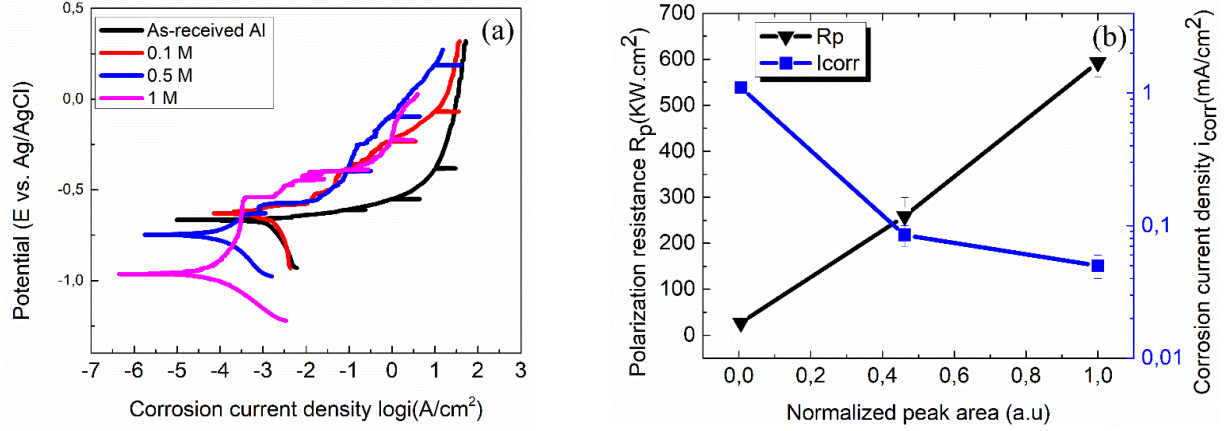 (a)
As-received Al
0.1 M
0.5 M
1 M
0,5
0,0
-0,5
-1,0
Potential (E vs. Ag/AgCl)
-7 -6 -5 -4 -3 -2 -1 0 1 2 3
Corrosion current density logi(A/cm²)
(b)
Rp
Icorr
700
600
500
400
300
200
100
0
Polarization resistance Rp(KW.cm²)
1
0,1
0,01
Corrosion current density icorr(mA/cm²)
0,0 0,2 0,4 0,6 0,8 1,0
Normalized peak area (a.u)